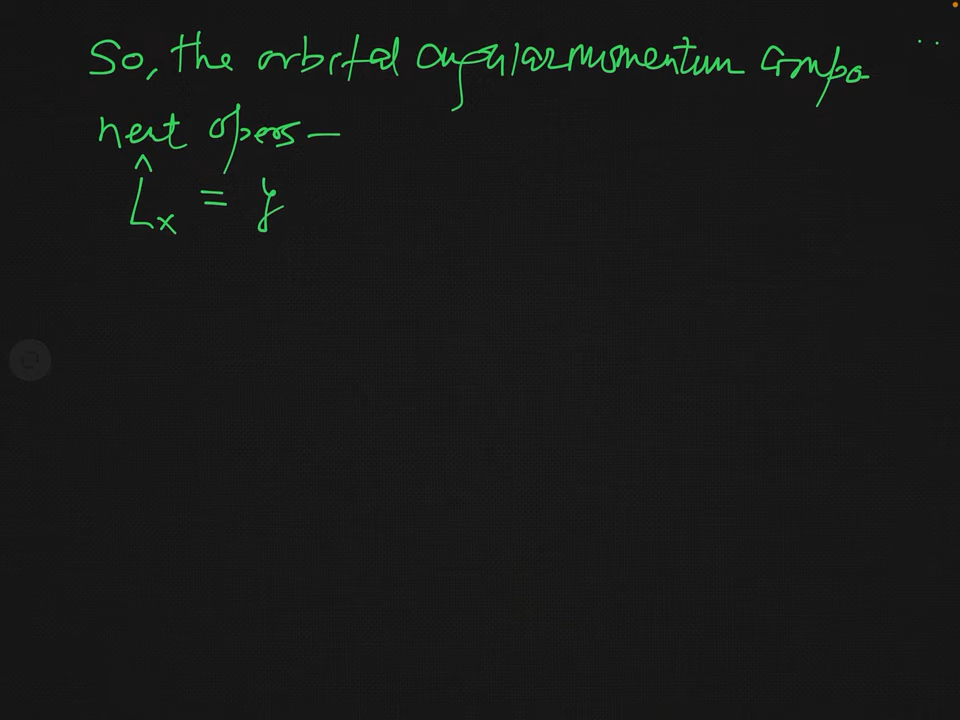 So, the orbital angular momentum compo
nent opers —
L̂x = y